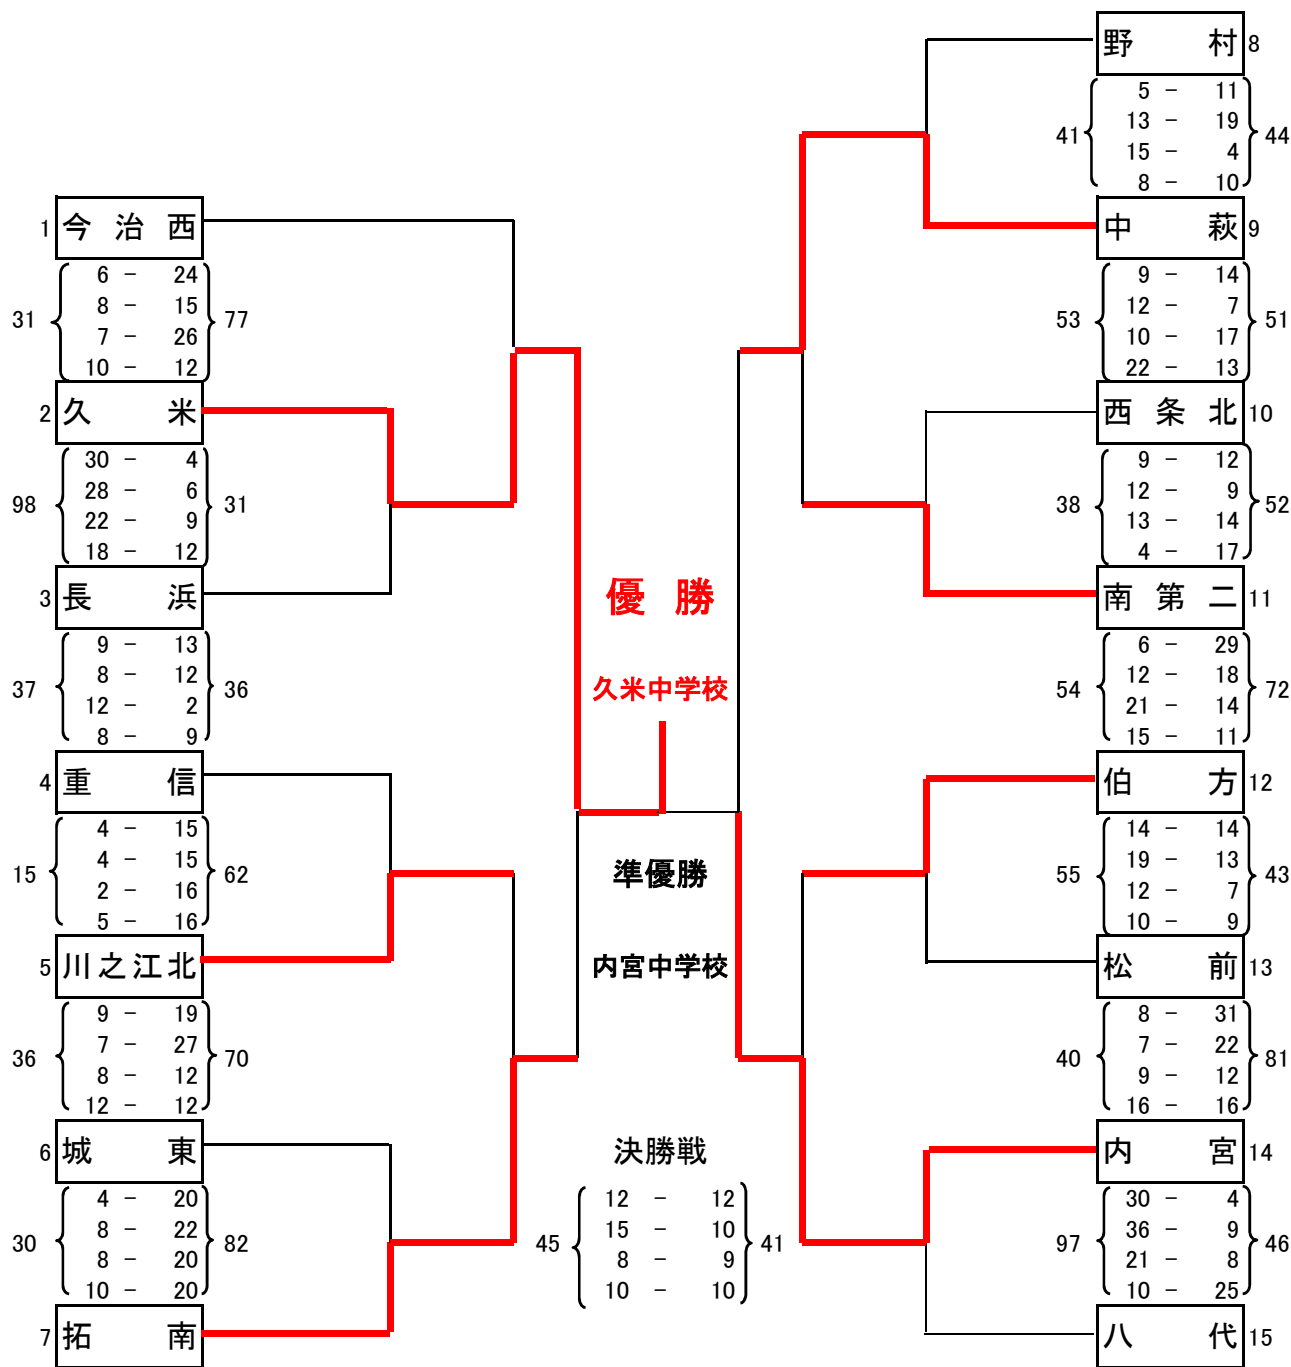 1 今治西
6 - 24
8 - 15
7 - 26
10 - 12
31 77
2 久米
30 - 4
28 - 6
22 - 9
18 - 12
98 31
3 長浜
9 - 13
8 - 12
12 - 2
8 - 9
37 36
4 重信
4 - 15
4 - 15
2 - 16
5 - 16
15 62
5 川之江北
9 - 19
7 - 27
8 - 12
12 - 12
36 70
6 城東
4 - 20
8 - 22
8 - 20
10 - 20
30 82
7 拓南
優勝
久米中学校
準優勝
内宮中学校
決勝戦
12 - 12
15 - 10
8 - 9
10 - 10
45 41
野村 8
5 - 11
13 - 19
15 - 4
8 - 10
41 44
中萩 9
9 - 14
12 - 7
10 - 17
22 - 13
53 51
西条北 10
9 - 12
12 - 9
13 - 14
4 - 17
38 52
南第二 11
6 - 29
12 - 18
21 - 14
15 - 11
54 72
伯方 12
14 - 14
19 - 13
12 - 7
10 - 9
55 43
松前 13
8 - 31
7 - 22
9 - 12
16 - 16
40 81
内宮 14
30 - 4
36 - 9
21 - 8
10 - 25
97 46
八代 15